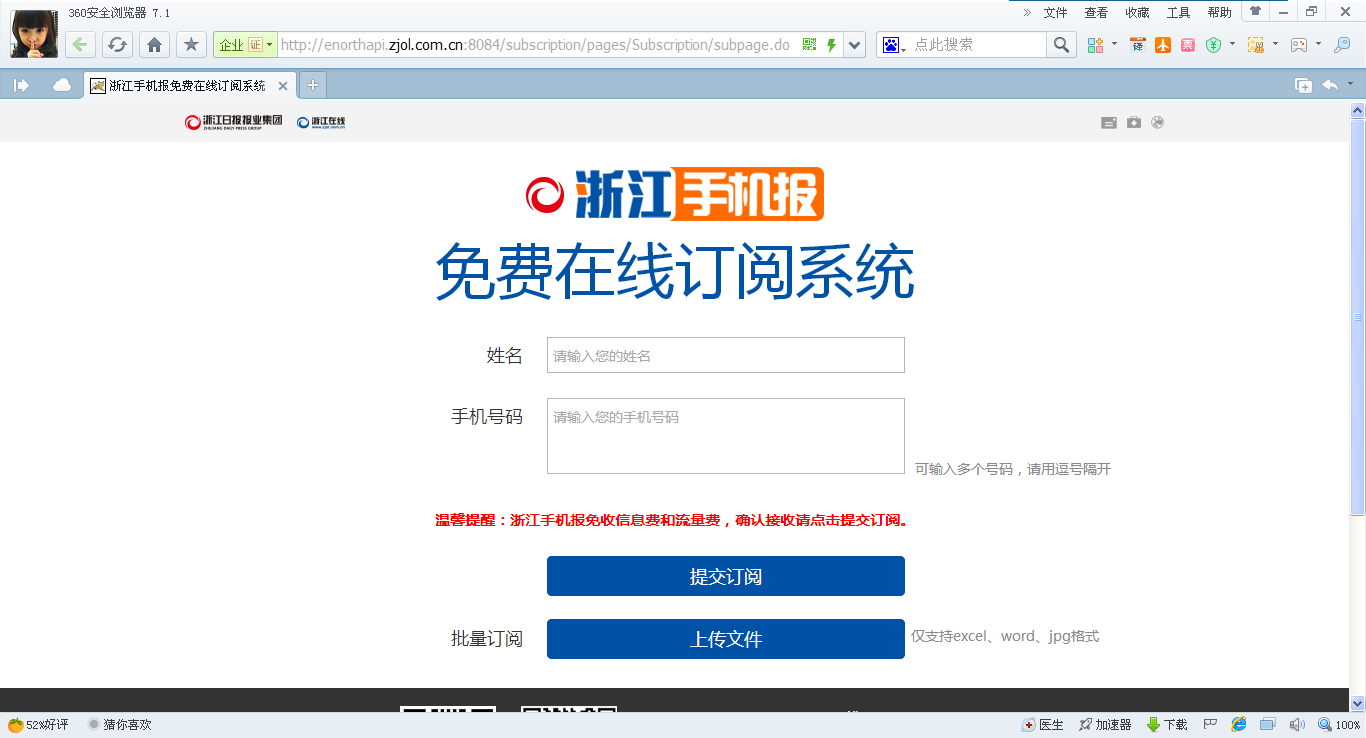 360安全浏览器 7.1
» 文件 查看 收藏 工具 帮助
企业 证 http://enorthapi.zjol.com.cn:8084/subscription/pages/Subscription/subpage.do 点此搜索 译 票
浙江手机报免费在线订阅系统
浙江日报报业集团 浙江在线
ZHEJIANG DAILY PRESS GROUP www.zjol.com.cn
浙江手机报
免费在线订阅系统
姓名 请输入您的姓名
手机号码 请输入您的手机号码
可输入多个号码，请用逗号隔开
温馨提醒：浙江手机报免收信息费和流量费，确认接收请点击提交订阅。
提交订阅
批量订阅 上传文件 仅支持excel、word、jpg格式
52%好评 猜你喜欢 医生 加速器 下载 100%